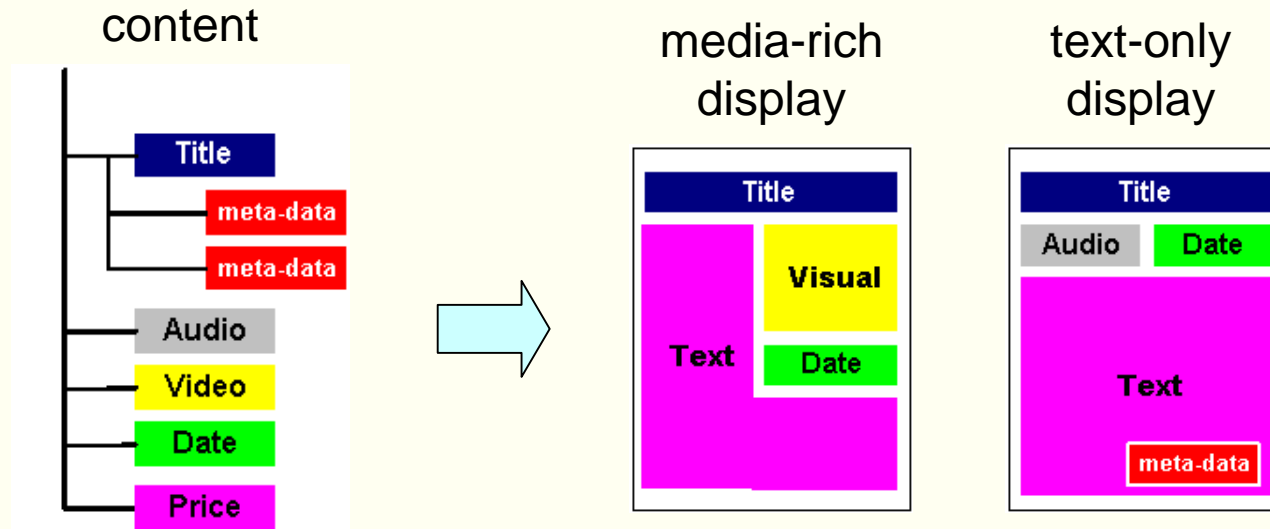 content
Title
meta-data
meta-data
Audio
Video
Date
Price
media-rich
display
Title
Visual
Text
Date
text-only
display
Title
Audio Date
Text
meta-data